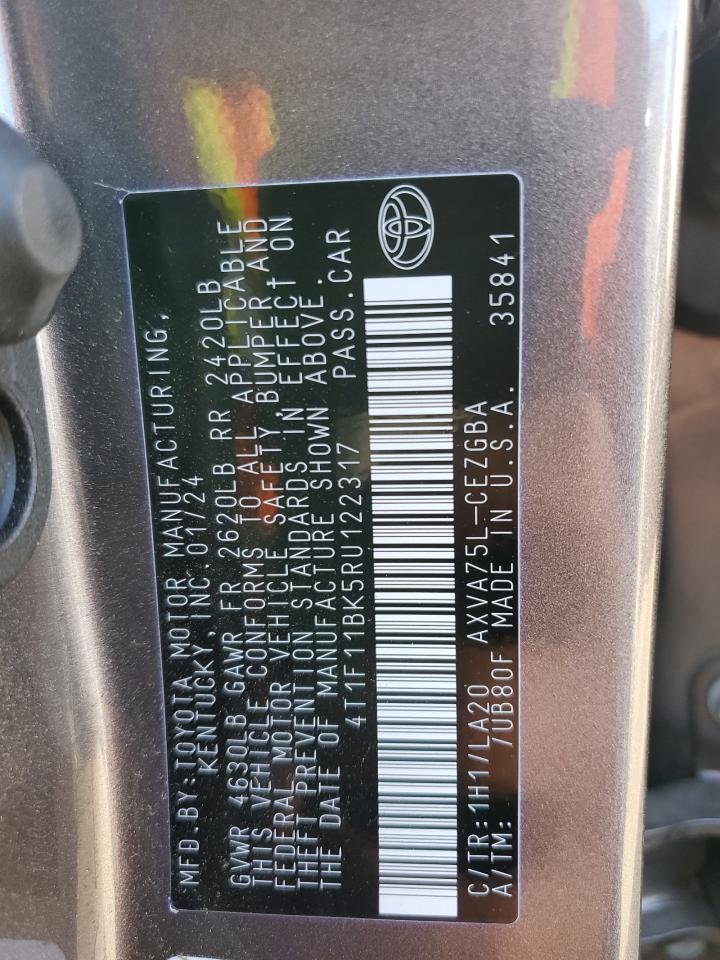 MFD.BY:TOYOTA MOTOR MANUFACTURING,
KENTUCKY, INC. 01/24
GVWR 4630LB GAWR FR 2620LB RR 2420LB
THIS VEHICLE CONFORMS TO ALL APPLICABLE
FEDERAL MOTOR VEHICLE SAFETY, BUMPER AND
THEFT PREVENTION STANDARDS IN EFFECT ON
THE DATE OF MANUFACTURE SHOWN ABOVE.
4T1F11BK5RU122317 PASS.CAR
C/TR: 1H1/LA20 AXVA75L-CEZGBA
A/TM: /UB80F MADE IN U.S.A. 35841